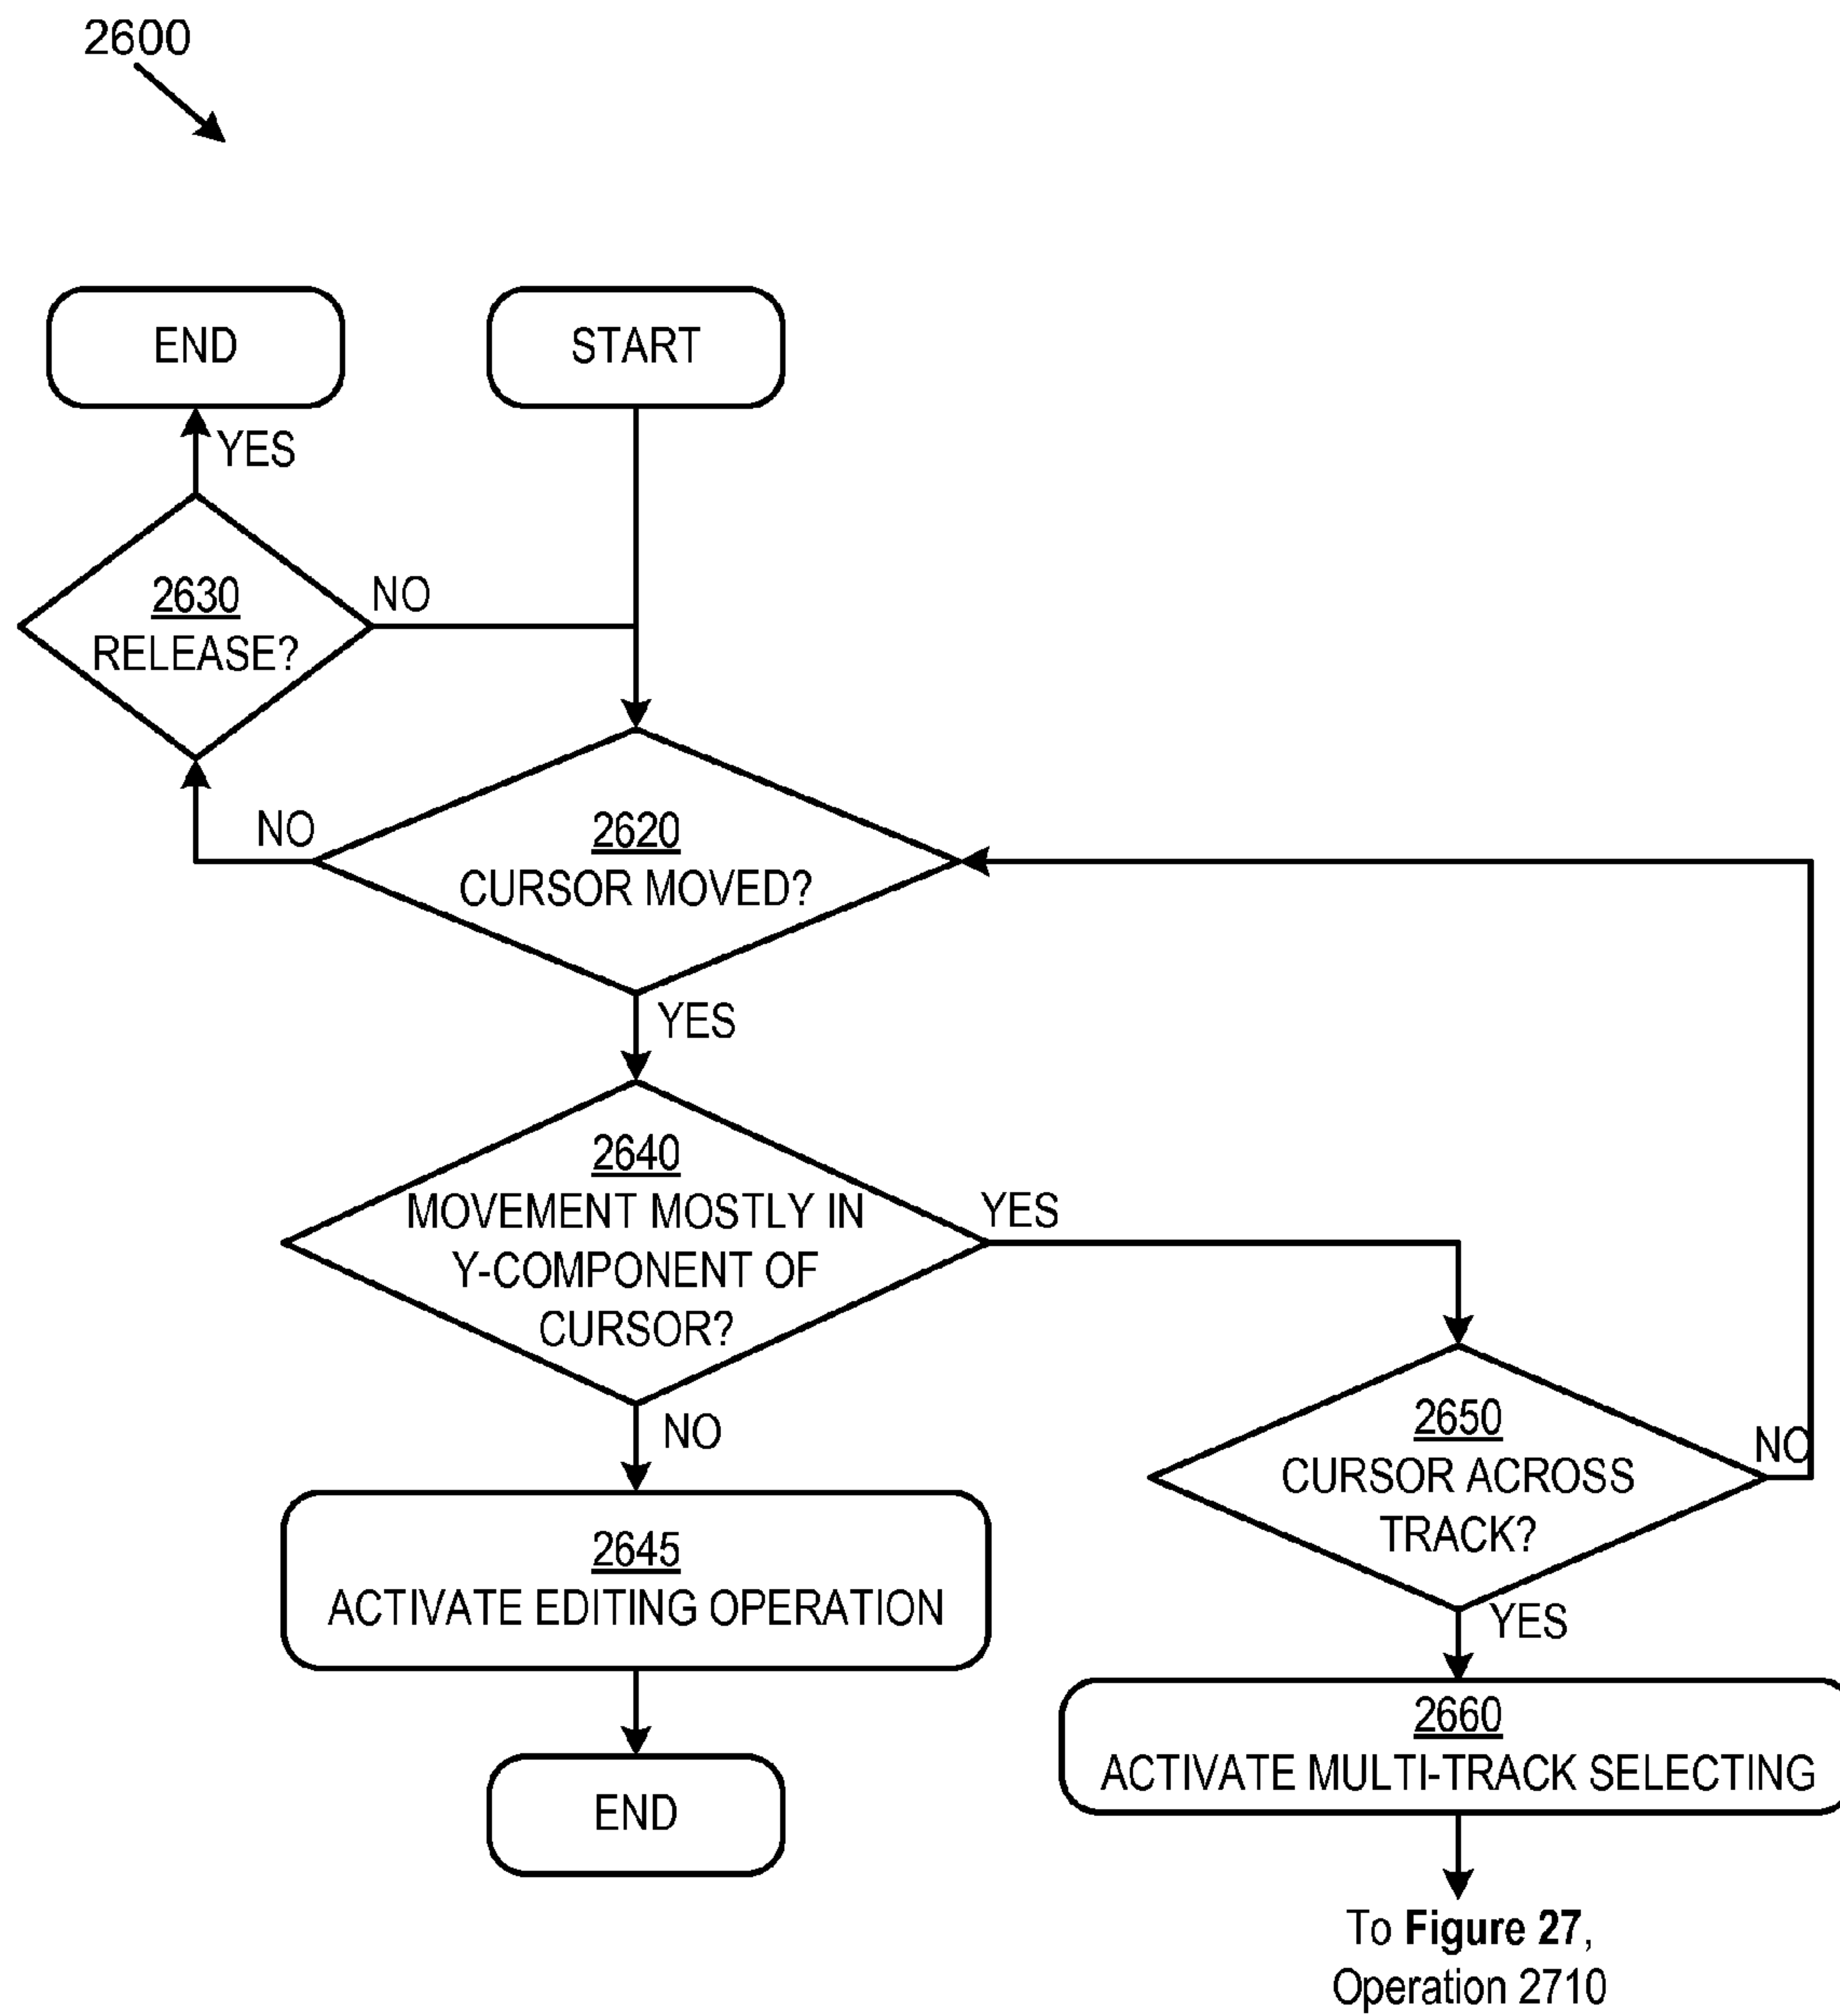 2600
END
START
YES
2630
RELEASE?
NO
NO
2620
CURSOR MOVED?
YES
2640
MOVEMENT MOSTLY IN
Y-COMPONENT OF
CURSOR?
YES
NO
2650
CURSOR ACROSS
TRACK?
NO
2645
ACTIVATE EDITING OPERATION
YES
2660
ACTIVATE MULTI-TRACK SELECTING
END
To Figure 27,
Operation 2710